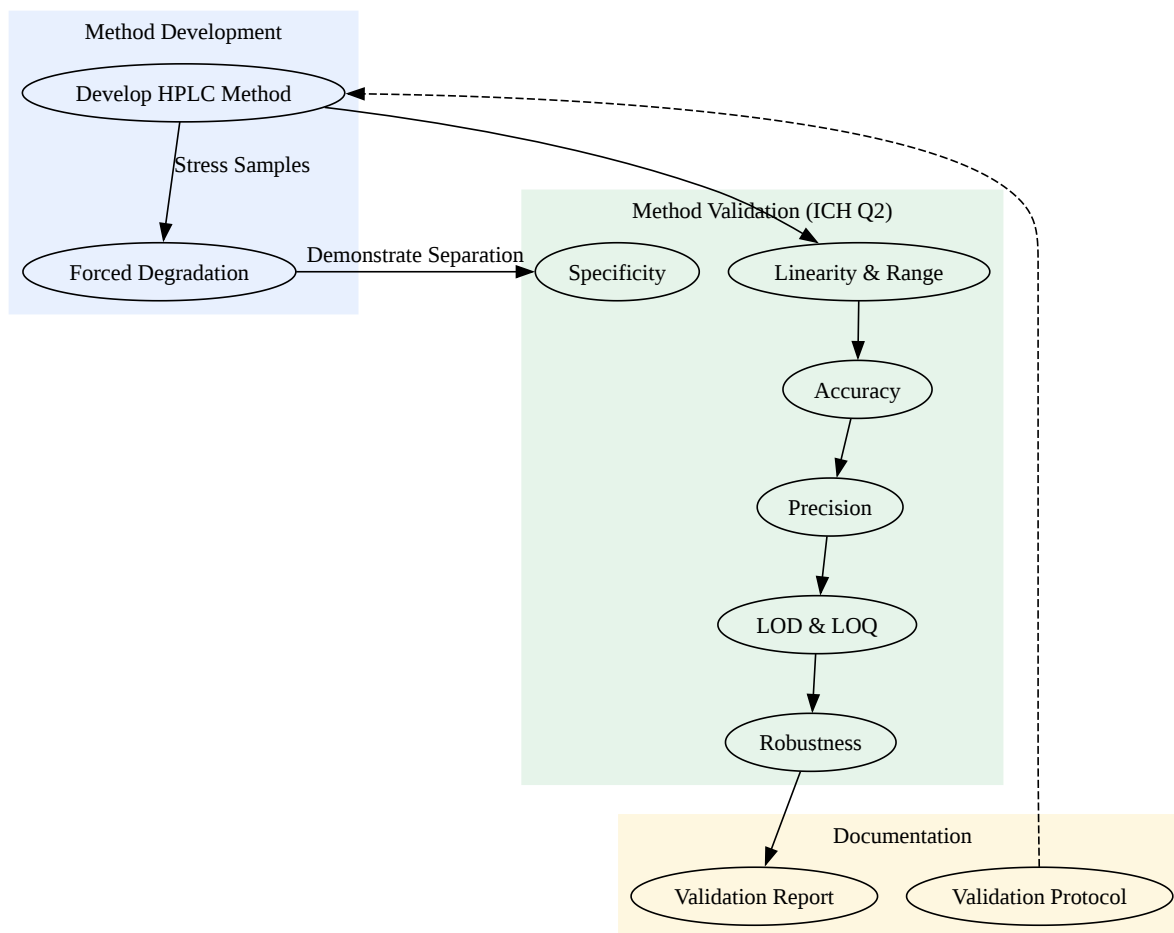 Method Development
Develop HPLC Method
Stress Samples
Method Validation (ICH Q2)
Demonstrate Separation
Forced Degradation
Specificity
Linearity & Range
Accuracy
Precision
LOD & LOQ
Robustness
Documentation
Validation Report
Validation Protocol